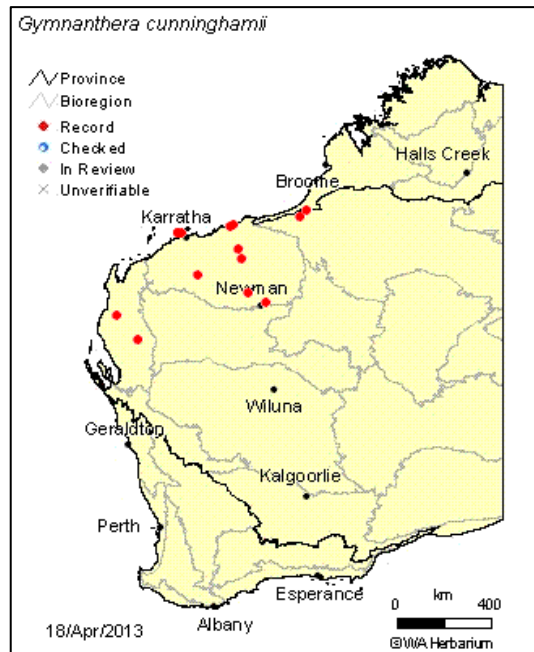 Gymnanthera cunninghamii
Province
Bioregion
Record
Checked
In Review
Unverifiable
Halls Creek
Broome
Karratha
Newman
Wiluna
Geraldton
Kalgoorlie
Perth
Esperance
Albany
km
0 400
18/Apr/2013
©WA Herbarium